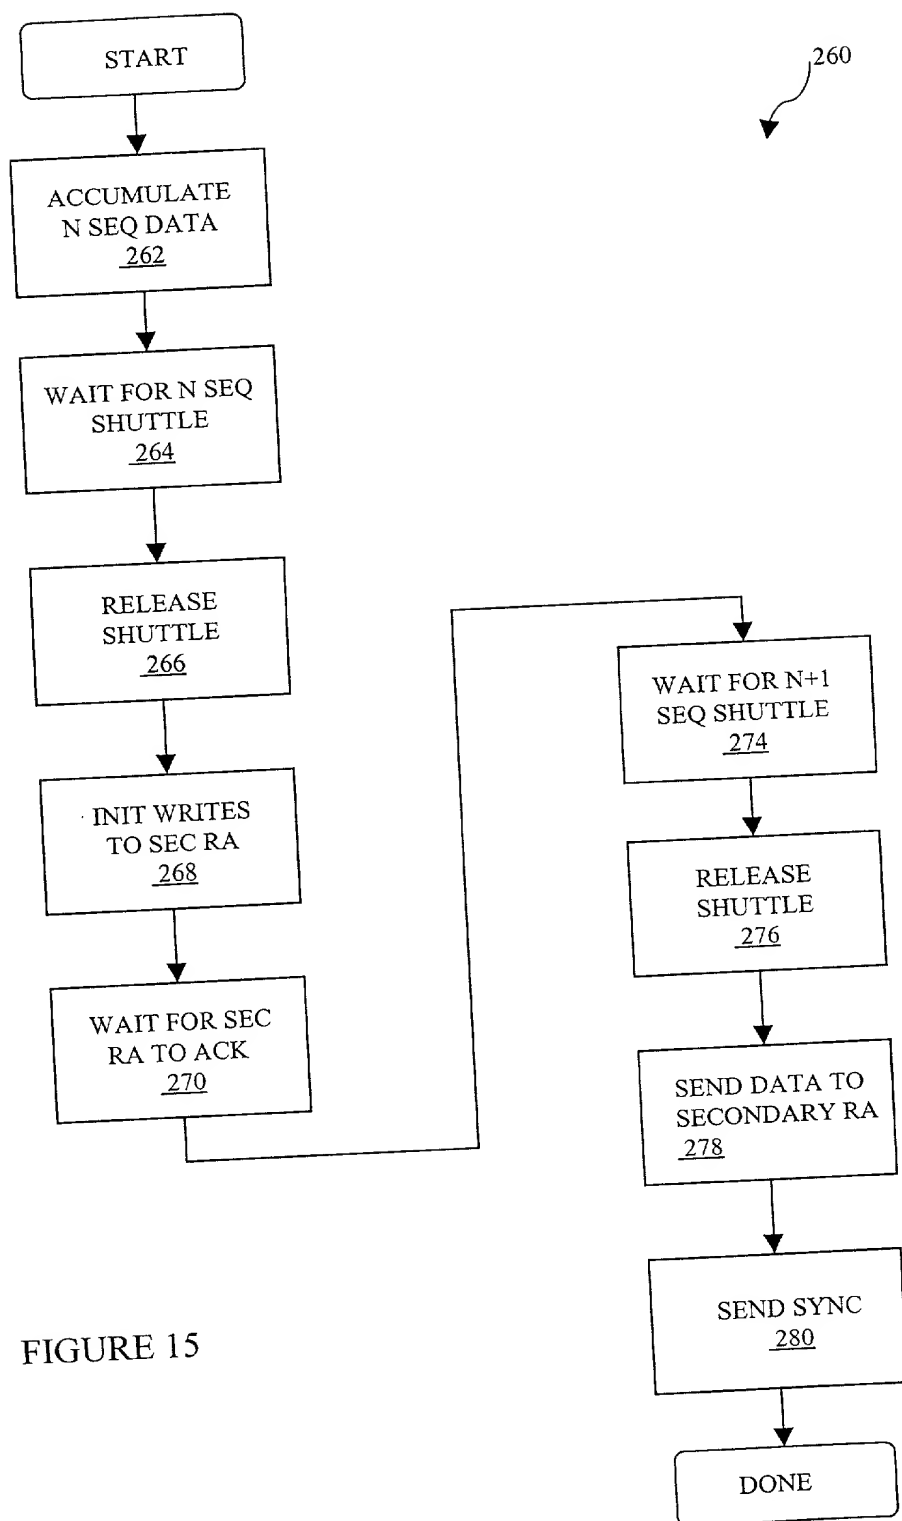 START
260
ACCUMULATE
N SEQ DATA
262
WAIT FOR N SEQ
SHUTTLE
264
RELEASE
SHUTTLE
266
INIT WRITES
TO SEC RA
268
WAIT FOR SEC
RA TO ACK
270
WAIT FOR N+1
SEQ SHUTTLE
274
RELEASE
SHUTTLE
276
SEND DATA TO
SECONDARY RA
278
SEND SYNC
280
DONE
FIGURE 15